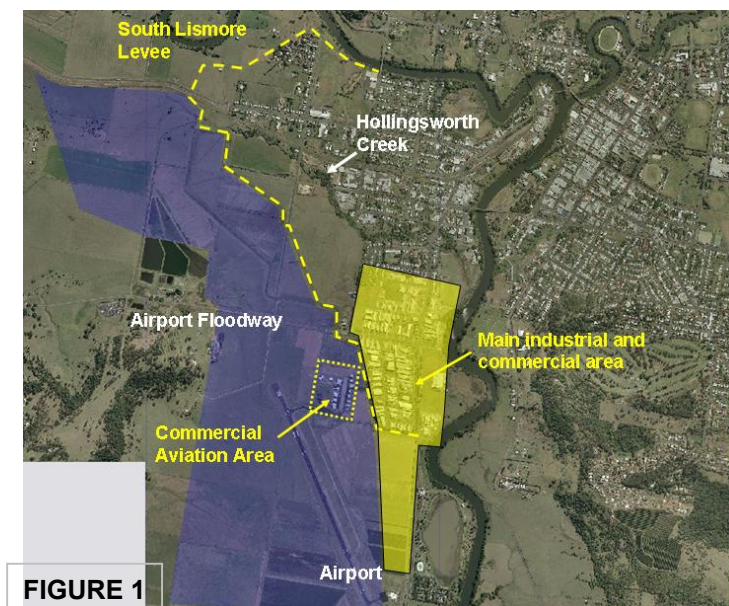 South Lismore
Levee
Hollingsworth
Creek
Airport Floodway
Main industrial and
commercial area
Commercial
Aviation Area
Airport
FIGURE 1